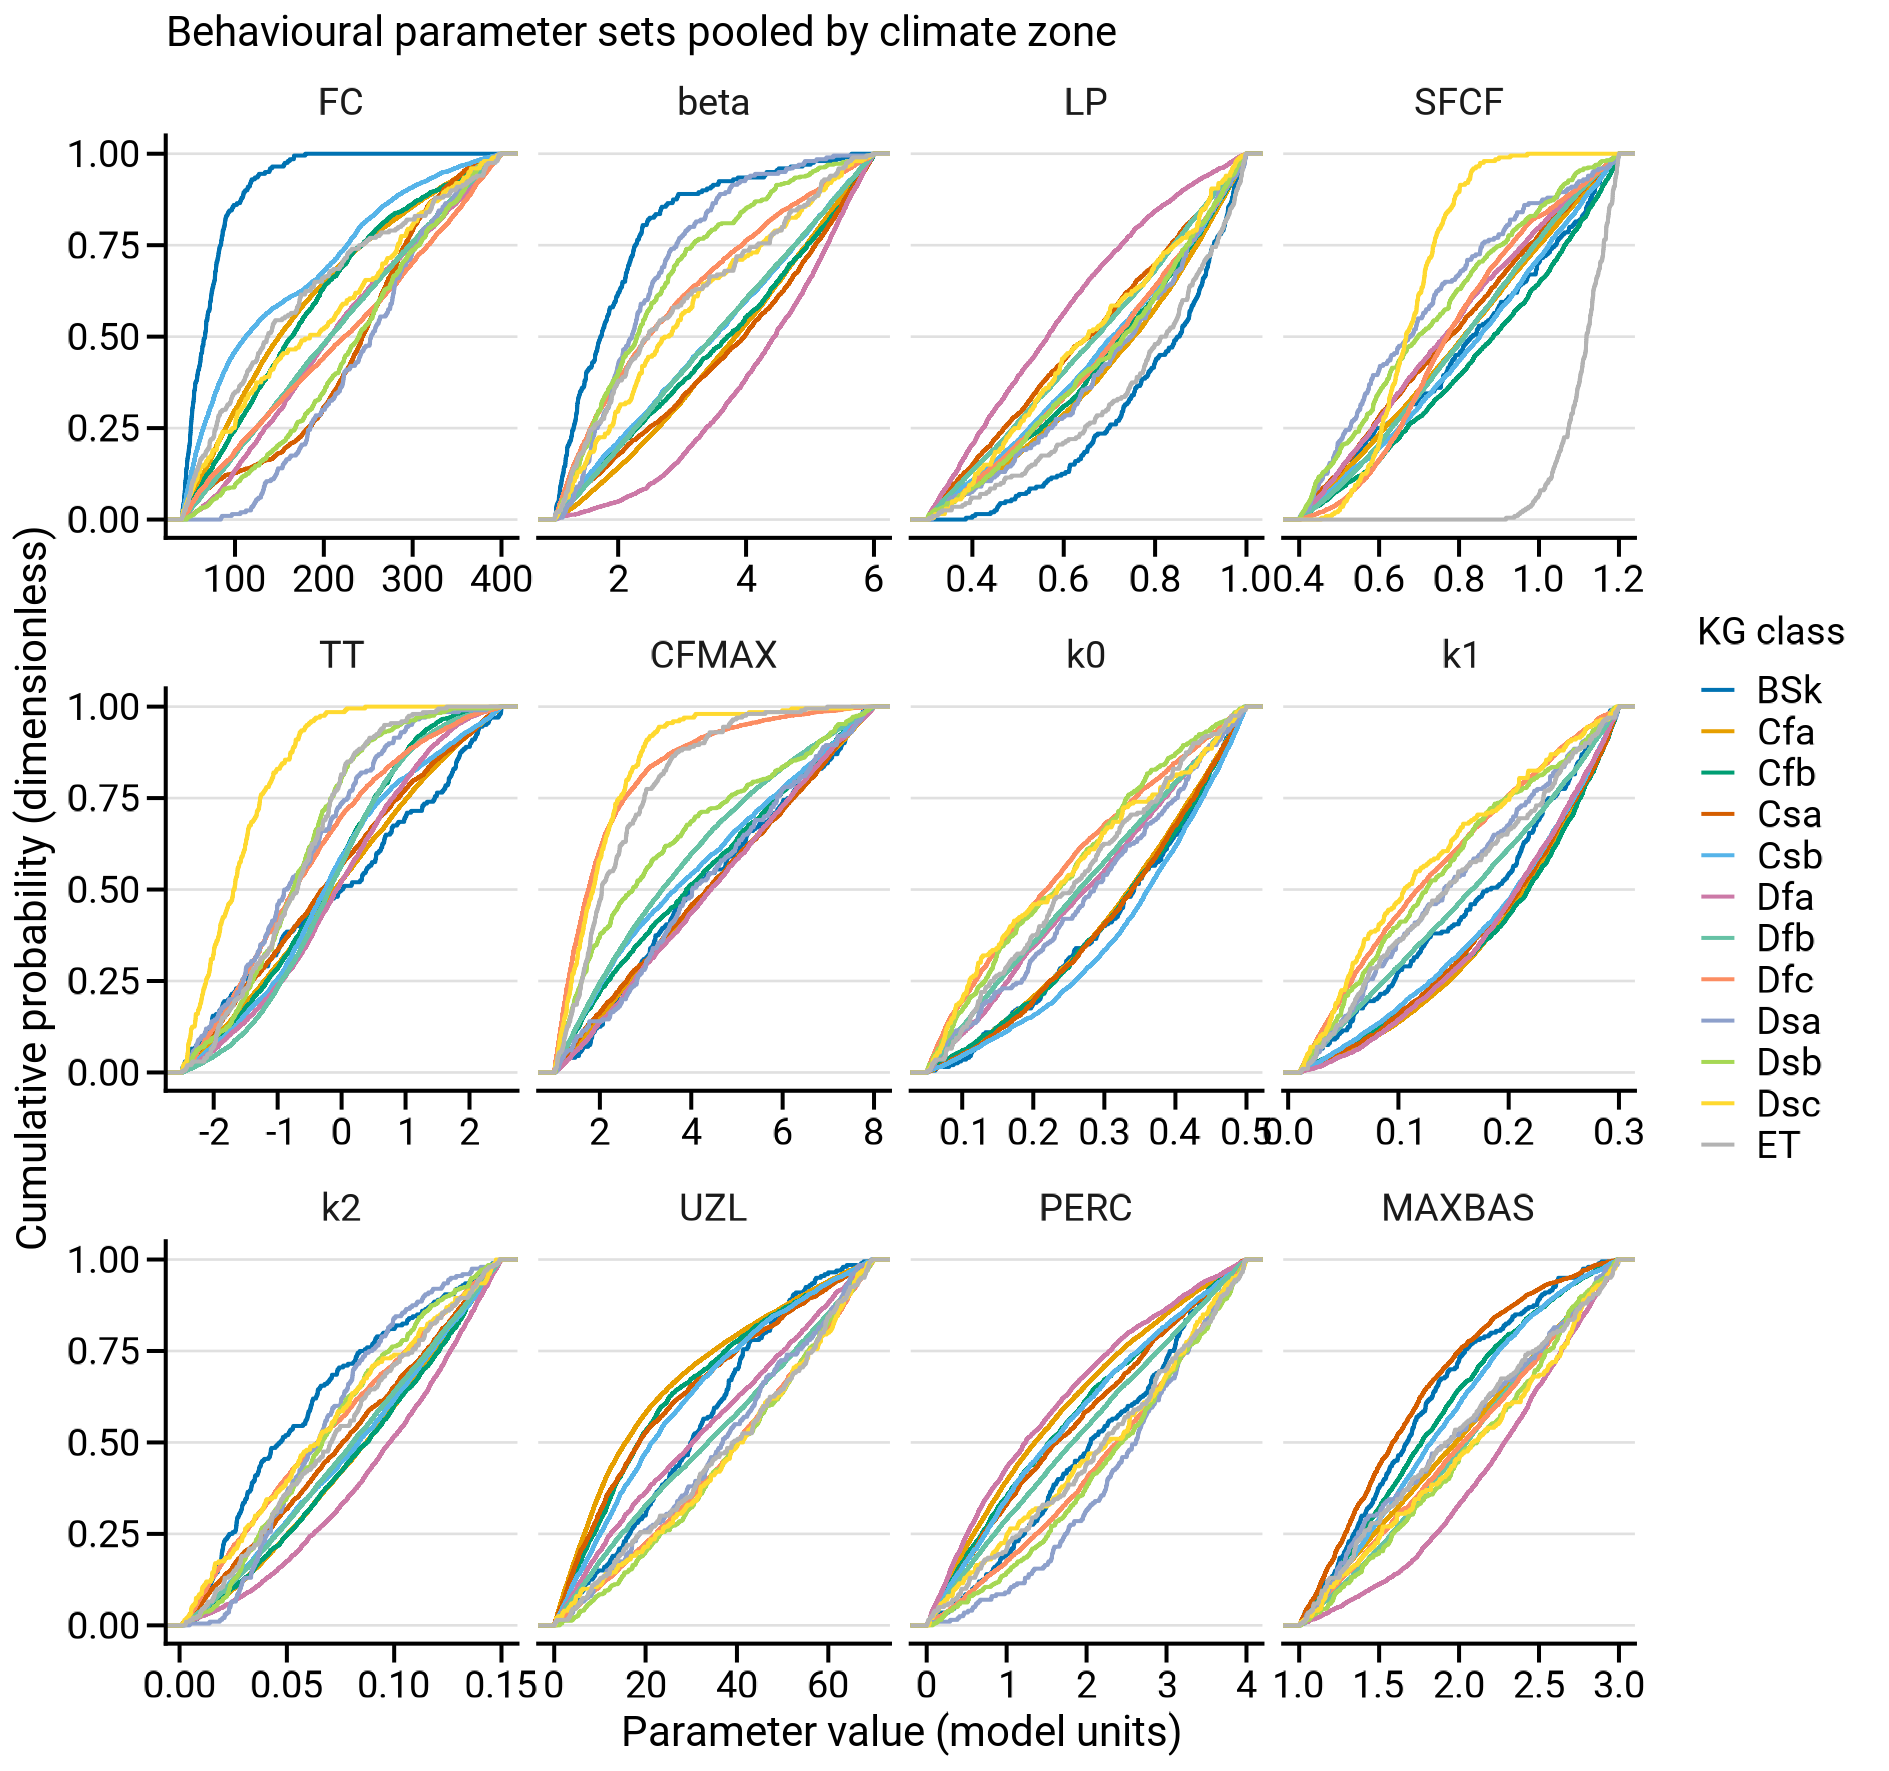 Behavioural parameter sets pooled by climate zone
FC beta LP SFCF
1.00
0.75
0.50
0.25
0.00
100 200 300 400 2 4 6 0.4 0.6 0.8 1.0 0.4 0.6 0.8 1.0 1.2
TT CFMAX k0 k1
1.00
0.75
0.50
0.25
0.00
-2 -1 0 1 2 2 4 6 8 0.1 0.2 0.3 0.4 0.5 0.0 0.1 0.2 0.3
k2 UZL PERC MAXBAS
1.00
0.75
0.50
0.25
0.00
0.00 0.05 0.10 0.15 0 20 40 60 0 1 2 3 4 1.0 1.5 2.0 2.5 3.0
Parameter value (model units)
Cumulative probability (dimensionless)
KG class
BSk
Cfa
Cfb
Csa
Csb
Dfa
Dfb
Dfc
Dsa
Dsb
Dsc
ET